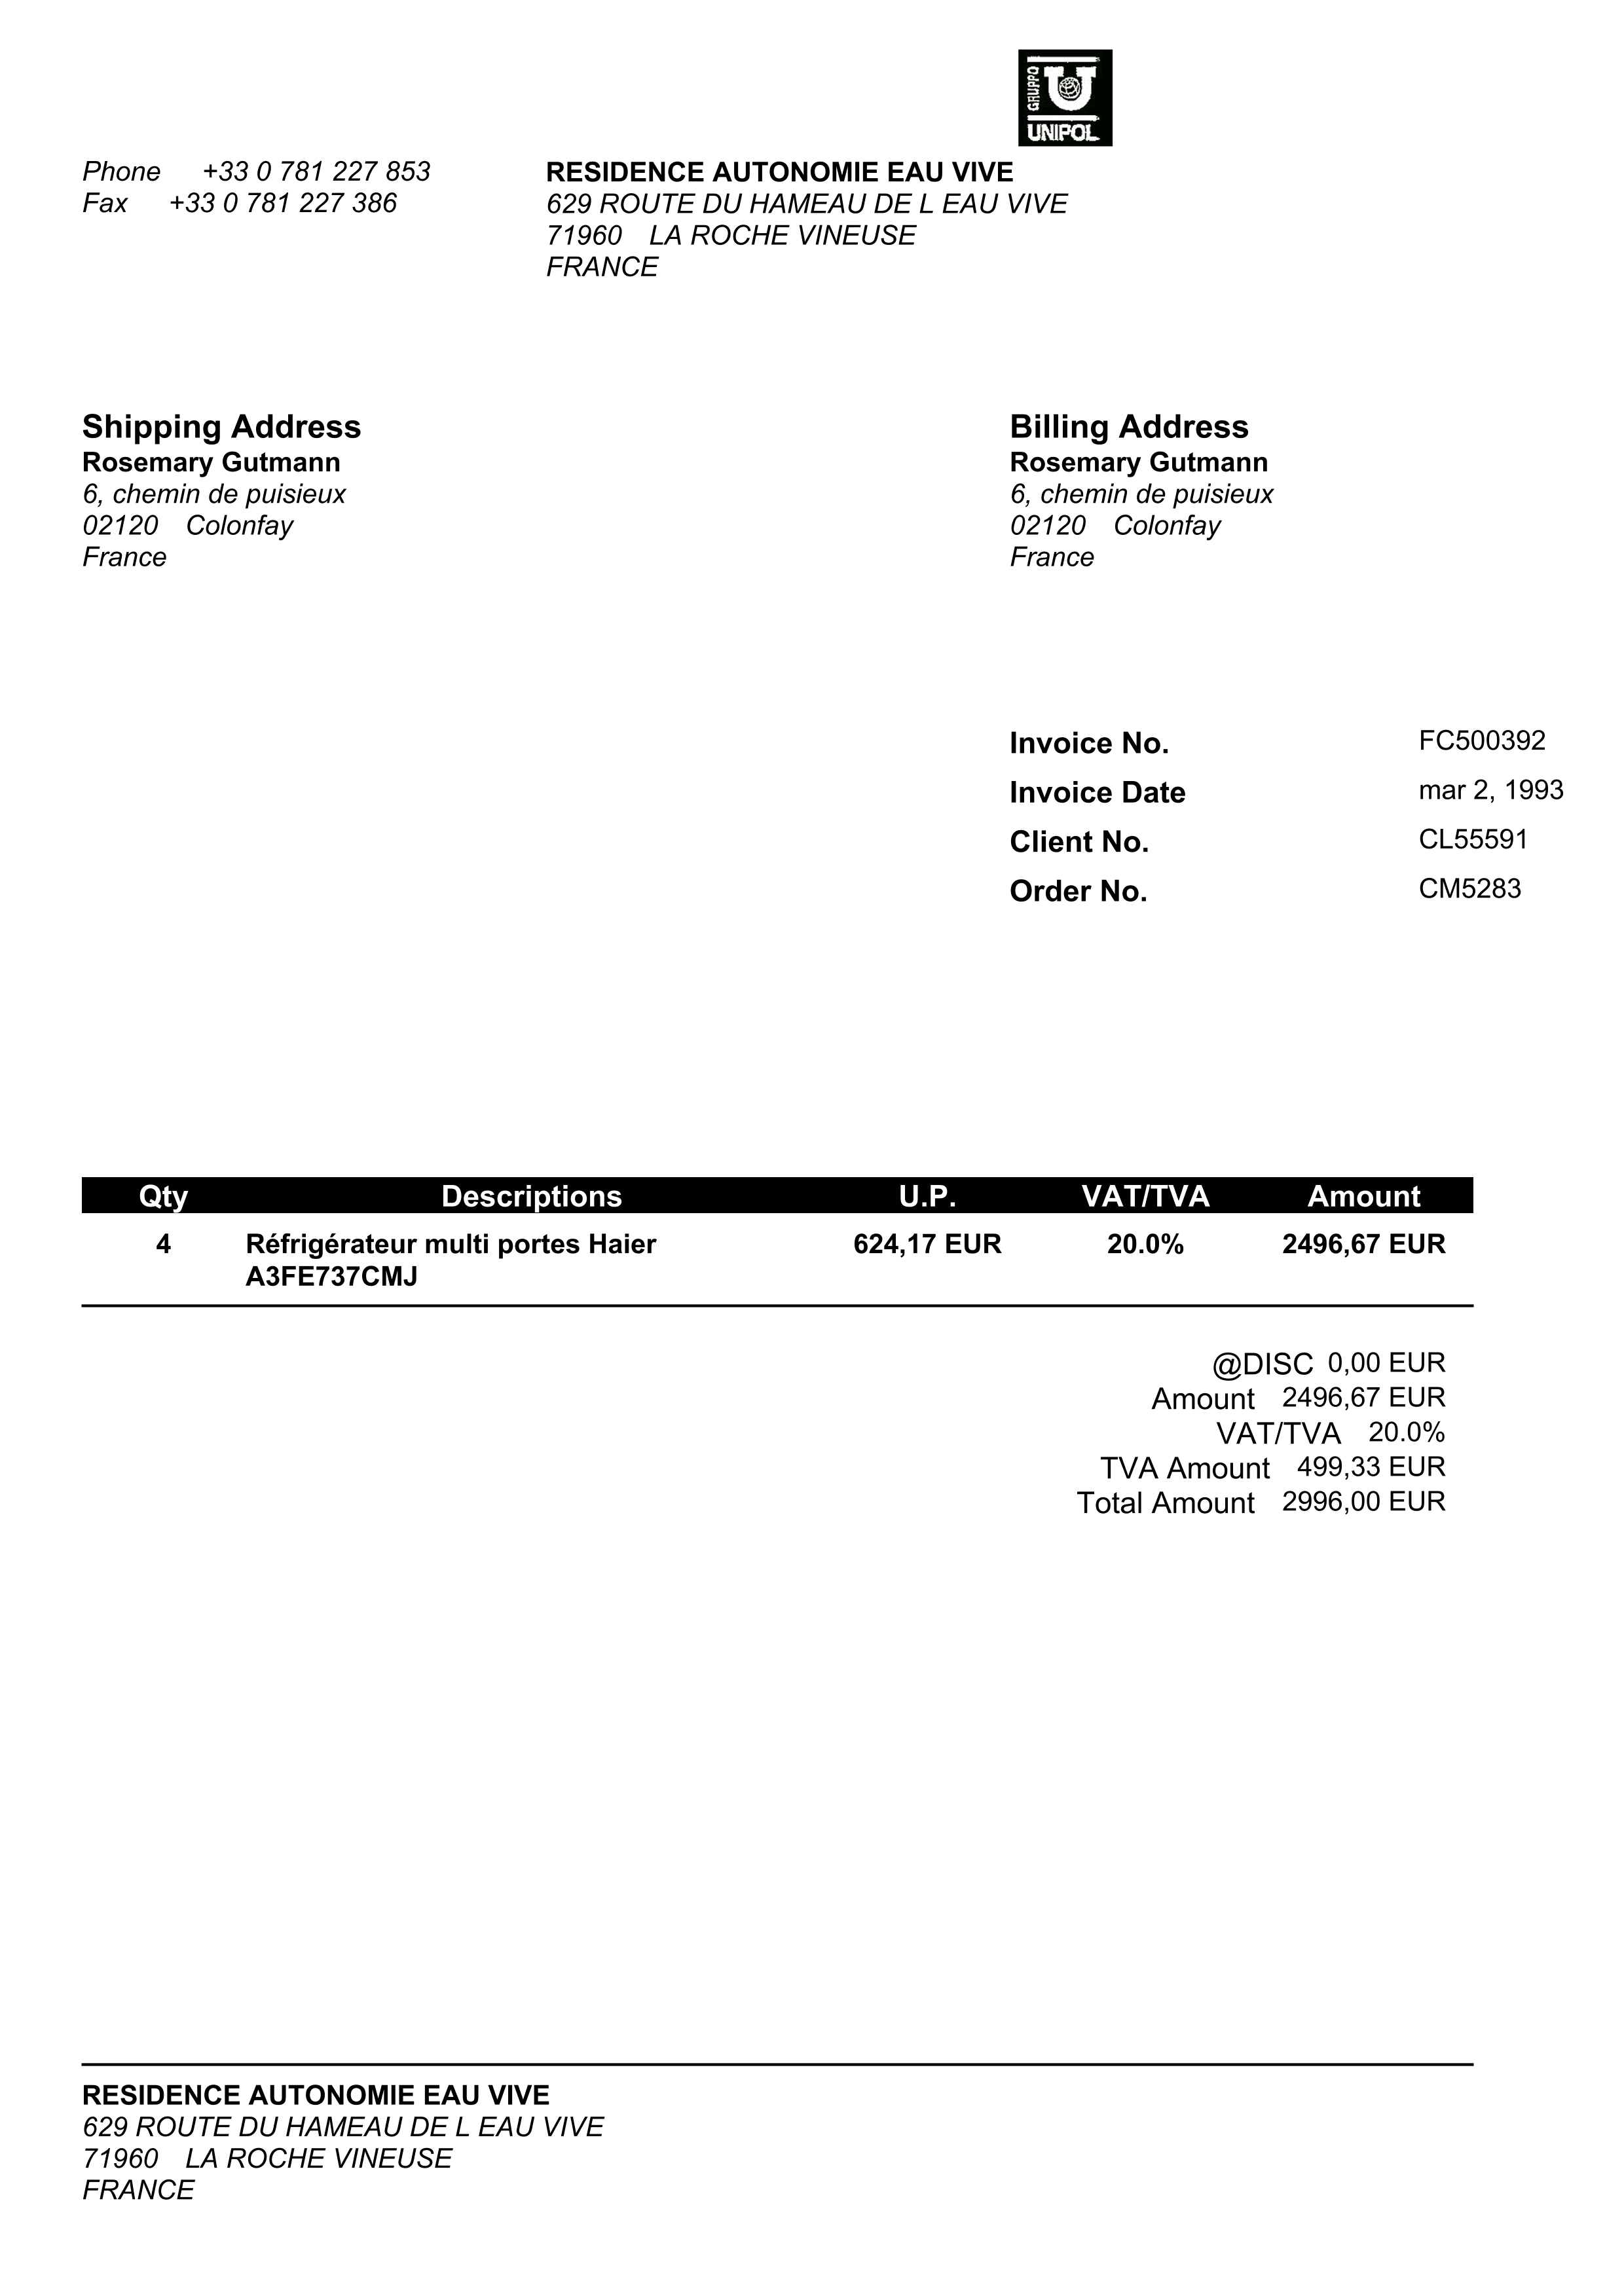 GRUPPO
U
UNIPOL
Phone +33 0 781 227 853
Fax +33 0 781 227 386
RESIDENCE AUTONOMIE EAU VIVE
629 ROUTE DU HAMEAU DE L EAU VIVE
71960 LA ROCHE VINEUSE
FRANCE
Shipping Address
Rosemary Gutmann
6, chemin de puisieux
02120 Colonfay
France
Billing Address
Rosemary Gutmann
6, chemin de puisieux
02120 Colonfay
France
Invoice No. FC500392
Invoice Date mar 2, 1993
Client No. CL55591
Order No. CM5283
Qty Descriptions U.P. VAT/TVA Amount
4 Réfrigérateur multi portes Haier 624,17 EUR 20.0% 2496,67 EUR
A3FE737CMJ
@DISC 0,00 EUR
Amount 2496,67 EUR
VAT/TVA 20.0%
TVA Amount 499,33 EUR
Total Amount 2996,00 EUR
RESIDENCE AUTONOMIE EAU VIVE
629 ROUTE DU HAMEAU DE L EAU VIVE
71960 LA ROCHE VINEUSE
FRANCE